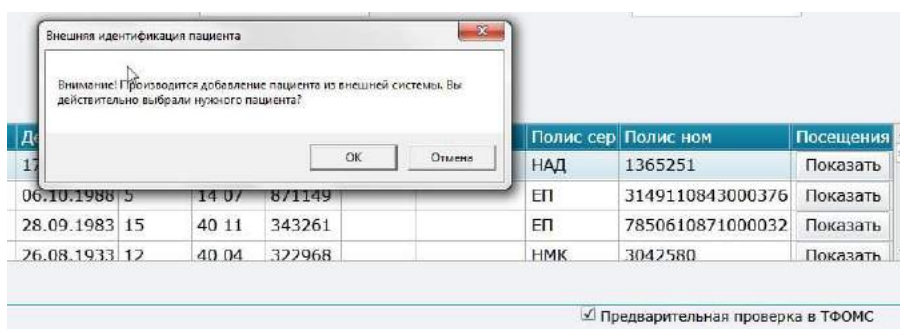 Внешняя идентификация пациента
Внимание! Производится добавление пациента из внешней системы. Вы
действительно выбрали нужного пациента?
OK Отмена
Полис сер Полис ном Посещения
17 НАД 1365251 Показать
06.10.1988 5 14 07 871149 ЕП 3149110843000376 Показать
28.09.1983 15 40 11 343261 ЕП 7850610871000032 Показать
26.08.1933 12 40 04 322968 НМК 3042580 Показать
Предварительная проверка в ТФОМС